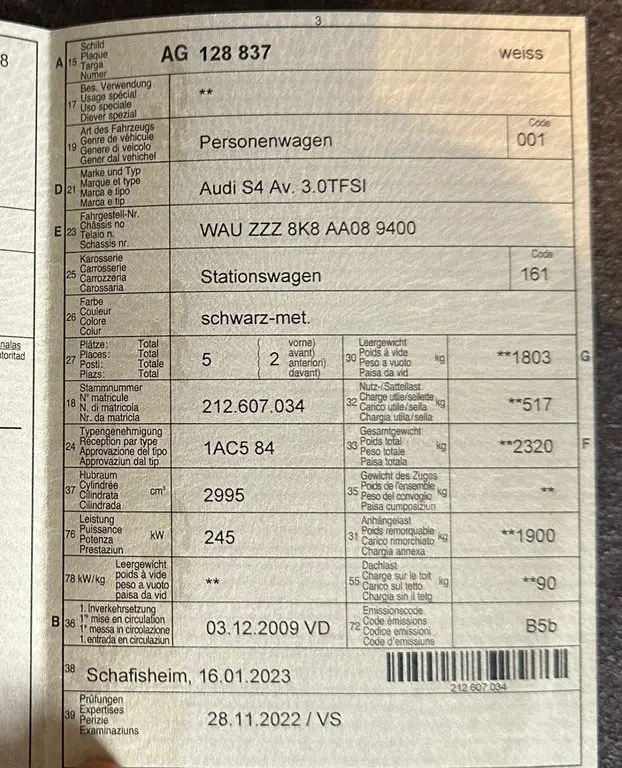 3
8
A 15 Schild
Plaque
Targa
Numer
AG 128 837 weiss
17 Bes. Verwendung
Usage spécial
Uso speciale
Diever spezial
**
19 Art des Fahrzeugs
Genre de véhicule
Genere di veicolo
Gener dal vehichel
Personenwagen
Code
001
D 21 Marke und Typ
Marque et type
Marca e tipo
Marca e tip
Audi S4 Av. 3.0TFSI
E 23 Fahrgestell-Nr.
Châssis no
Telaio n.
Schassis nr.
WAU ZZZ 8K8 AA08 9400
25 Karosserie
Carrosserie
Carrozzeria
Carossaria
Stationswagen
Code
161
26 Farbe
Couleur
Colore
Colur
schwarz-met.
nalas
toritad
27 Plätze: Total
Places: Total
Posti: Totale
Plazs: Total
5
2
vorne)
avant)
anteriori)
davant)
30 Leergewicht
Poids à vide
Peso a vuoto
Paisa da vid
kg
**1803 G
18 Stammnummer
N° matricule
N. di matricola
Nr. da matricla
212.607.034
32 Nutz-/Sattellast
Charge utile/sellette
Carico utile/sella
Chargia utila/sella
kg
**517
24 Typengenehmigung
Réception par type
Approvazione del tipo
Approvaziun dal tip
1AC5 84
33 Gesamtgewicht
Poids total
Peso totale
Paisa totala
kg
**2320 F
37 Hubraum
Cylindrée
Cilindrata
Cilindrada
cm³
2995
35 Gewicht des Zuges
Poids de l'ensemble
Peso del convoglio
Paisa cumposiziun
kg
**
76 Leistung
Puissance
Potenza
Prestaziun
kW
245
31 Anhängelast
Poids remorquable
Carico rimorchiato
Chargia annexa
kg
**1900
78 kW/kg Leergewicht
poids à vide
peso a vuoto
paisa da vid
**
55 Dachlast
Charge sur le toit
Carico sul tetto
Chargia sin il tetg
kg
**90
B 36 1. Inverkehrsetzung
1re mise en circulation
1a messa in circolazione
1. entrada en circulaziun
03.12.2009 VD
72 Emissionscode
Code émissions
Codice emissioni
Code d'emissiuns
B5b
38 Schafisheim, 16.01.2023
212.607.034
39 Prüfungen
Expertises
Perizie
Examinaziuns
28.11.2022 / VS